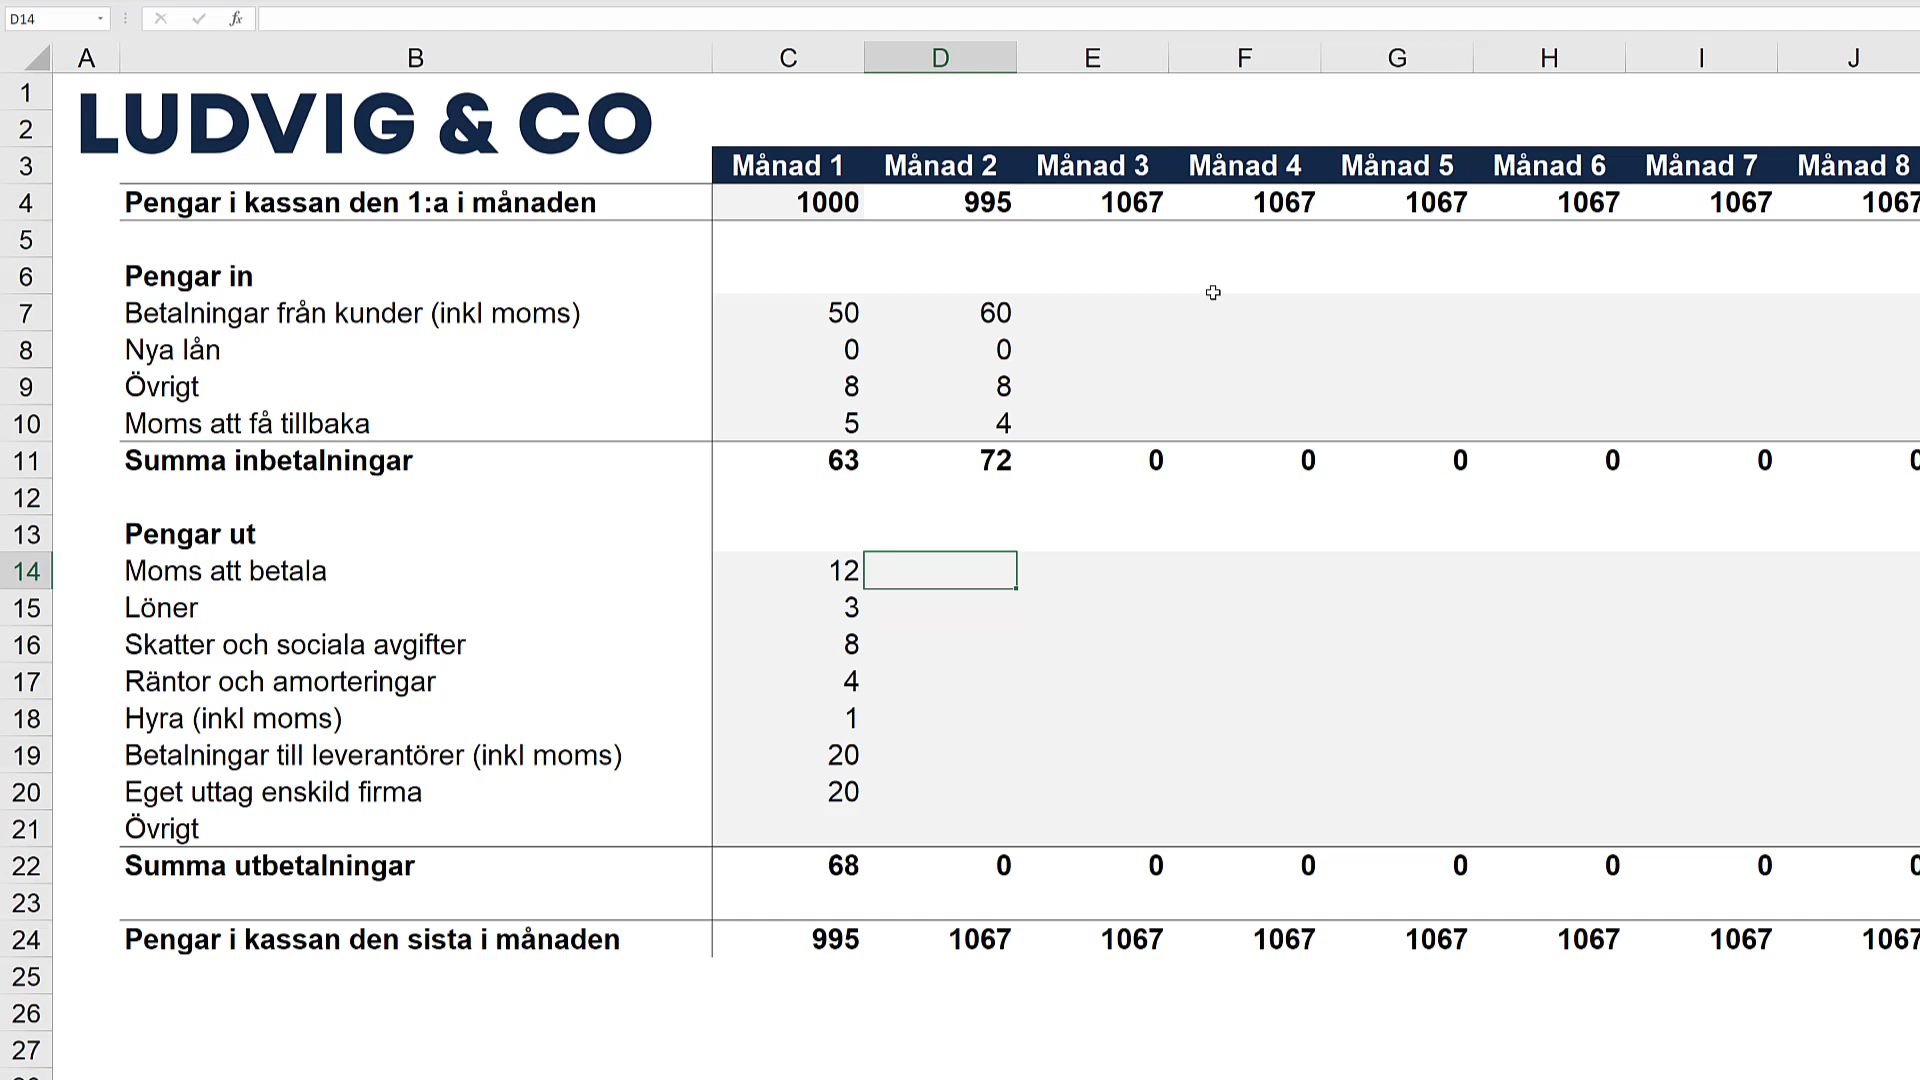 D14 fx
A B C D E F G H I J
1
2 LUDVIG & CO
3 Månad 1 Månad 2 Månad 3 Månad 4 Månad 5 Månad 6 Månad 7 Månad 8
4 Pengar i kassan den 1:a i månaden 1000 995 1067 1067 1067 1067 1067 1067
5
6 Pengar in
7 Betalningar från kunder (inkl moms) 50 60
8 Nya lån 0 0
9 Övrigt 8 8
10 Moms att få tillbaka 5 4
11 Summa inbetalningar 63 72 0 0 0 0 0 0
12
13 Pengar ut
14 Moms att betala 12
15 Löner 3
16 Skatter och sociala avgifter 8
17 Räntor och amorteringar 4
18 Hyra (inkl moms) 1
19 Betalningar till leverantörer (inkl moms) 20
20 Eget uttag enskild firma 20
21 Övrigt
22 Summa utbetalningar 68 0 0 0 0 0 0 0
23
24 Pengar i kassan den sista i månaden 995 1067 1067 1067 1067 1067 1067 1067
25
26
27